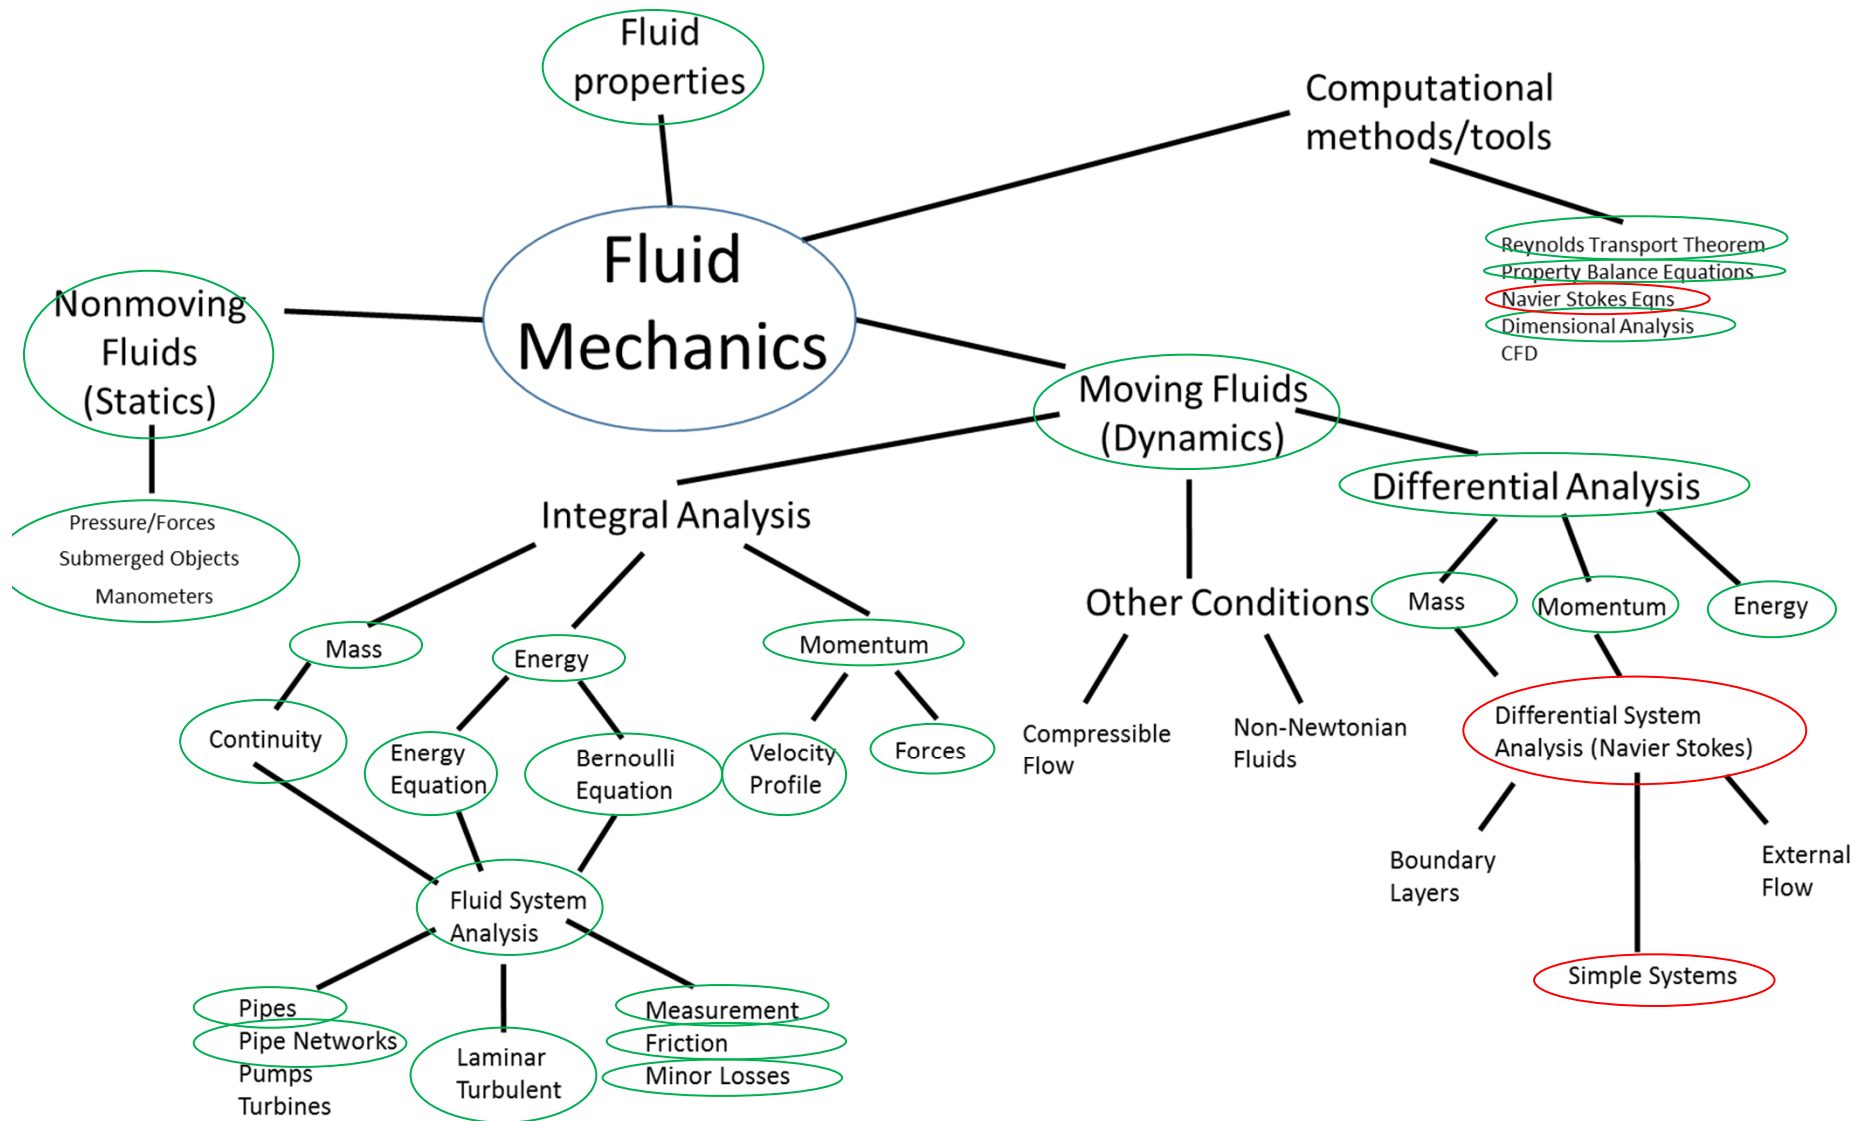 Fluid
properties
Computational
methods/tools
Reynolds Transport Theorem
Property Balance Equations
Navier Stokes Eqns
Dimensional Analysis
CFD
Fluid
Mechanics
Nonmoving
Fluids
(Statics)
Pressure/Forces
Submerged Objects
Manometers
Moving Fluids
(Dynamics)
Integral Analysis
Mass
Energy
Momentum
Continuity
Energy
Equation
Bernoulli
Equation
Velocity
Profile
Forces
Fluid System
Analysis
Pipes
Pipe Networks
Pumps
Turbines
Laminar
Turbulent
Measurement
Friction
Minor Losses
Other Conditions
Compressible
Flow
Non-Newtonian
Fluids
Differential Analysis
Mass
Momentum
Energy
Differential System
Analysis (Navier Stokes)
Boundary
Layers
External
Flow
Simple Systems